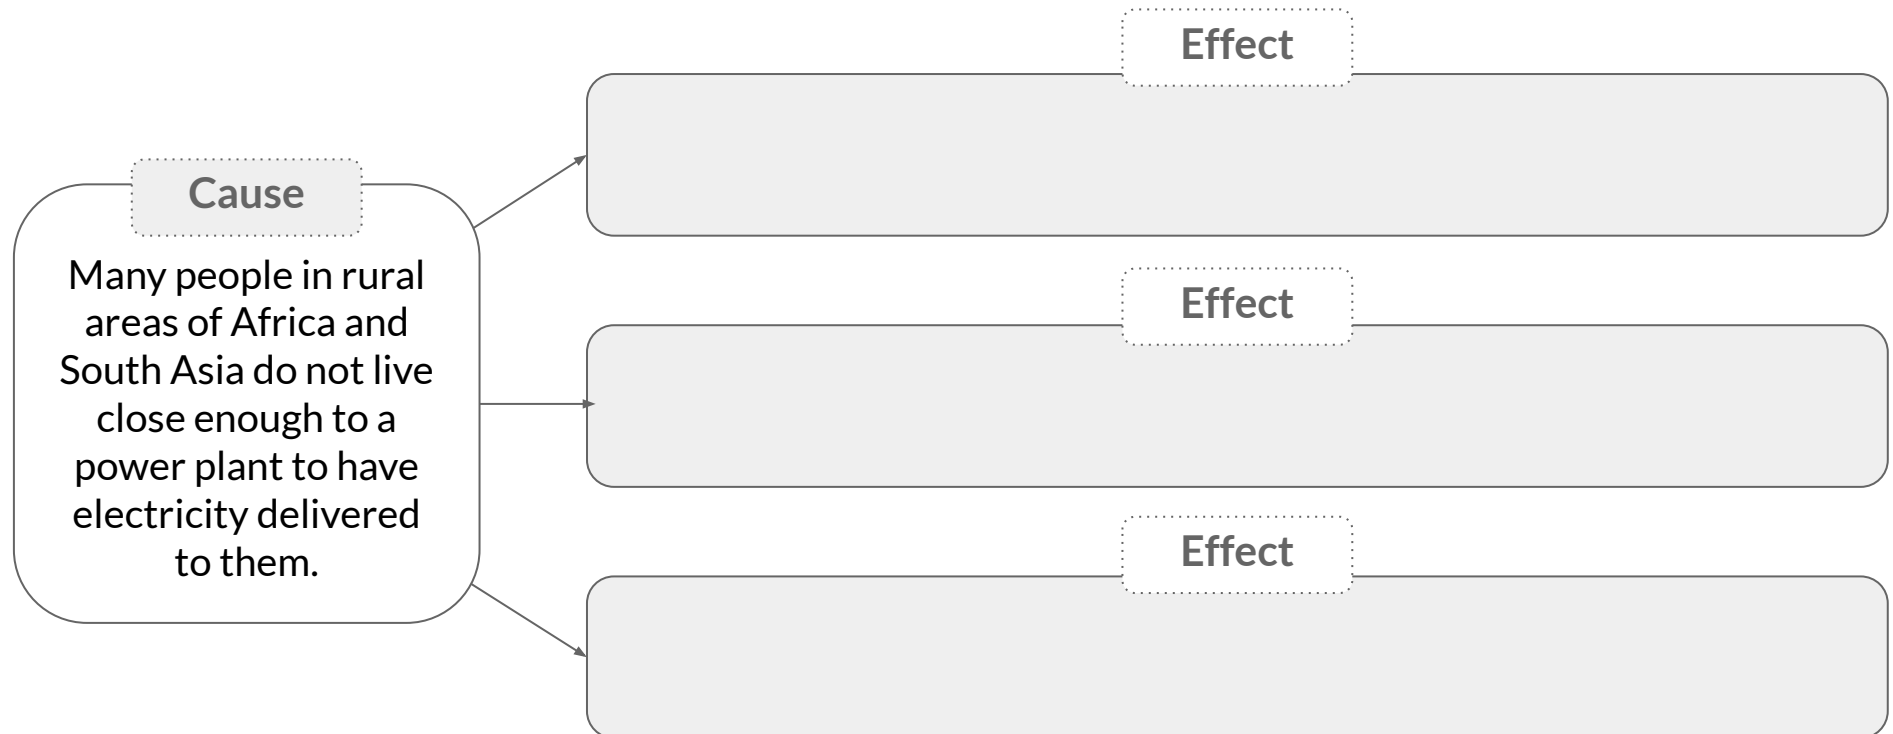 Effect
Cause
Many people in rural
areas of Africa and
South Asia do not live
close enough to a
power plant to have
electricity delivered
to them.
Effect
Effect